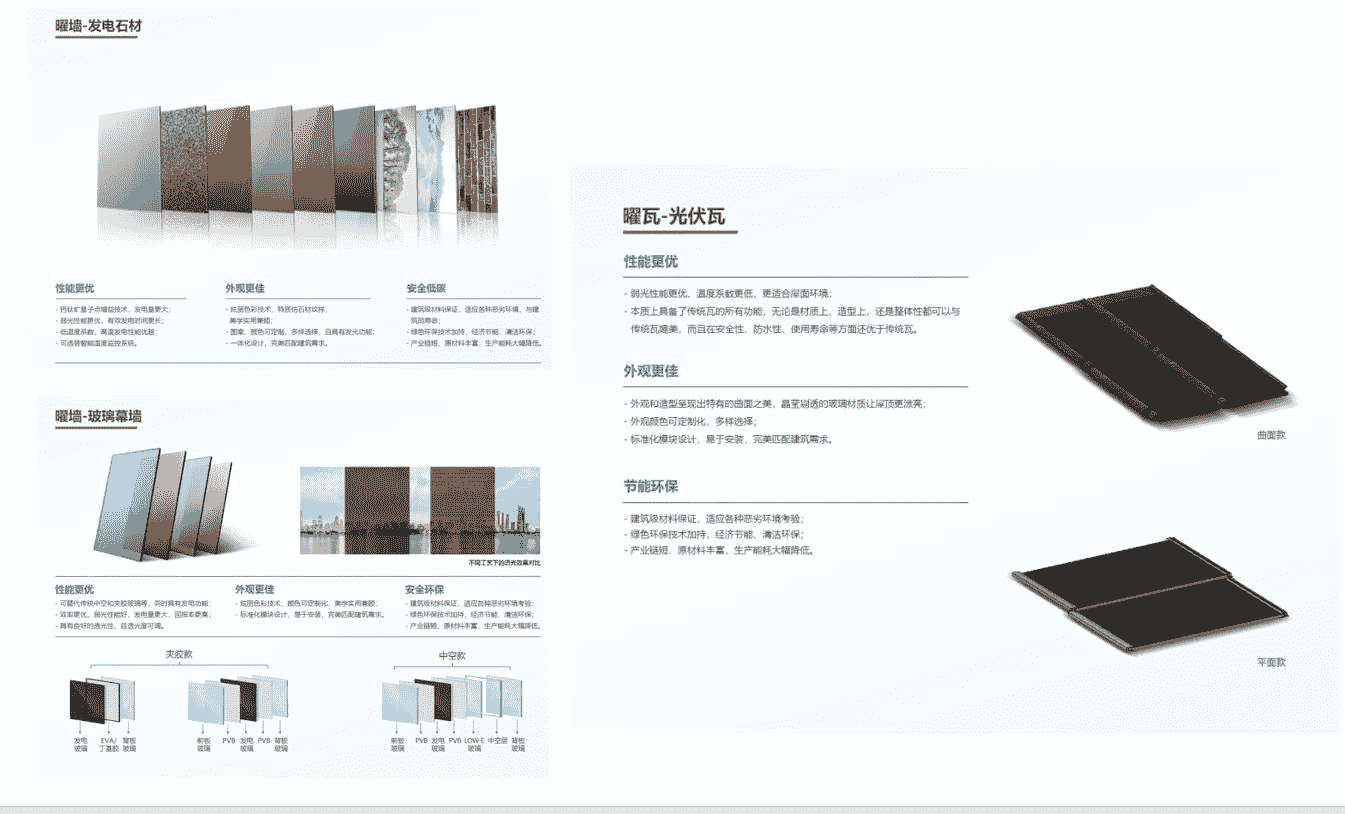 曜墙-发电石材
性能更优
- 钙钛矿量子点增益技术，发电量更大；
- 弱光性能更优，有效发电时间更长；
- 低温度系数，高温发电性能优越；
- 可选装智能温度监控系统。
外观更佳
- 炫丽色彩技术，特质仿石材纹样，
美学实用兼顾；
- 图案、颜色可定制，多样选择，且具有发光功能；
- 一体化设计，完美匹配建筑需求。
安全低碳
- 建筑级材料保证，适应各种恶劣环境，与建
筑同寿命；
- 绿色环保技术加持，经济节能、清洁环保；
- 产业链短、原材料丰富，生产能耗大幅降低。
曜墙-玻璃幕墙
不同工艺下的透光效果对比
性能更优
- 可替代传统中空和夹胶玻璃等，同时具有发电功能；
- 效率更优，弱光性能好，发电量更大、回报率更高；
- 具有良好的透光性，且透光度可调。
外观更佳
- 炫丽色彩技术，颜色可定制化，美学实用兼顾；
- 标准化模块设计，易于安装，完美匹配建筑需求。
安全环保
- 建筑级材料保证，适应各种恶劣环境考验；
- 绿色环保技术加持，经济节能、清洁环保；
- 产业链短、原材料丰富，生产能耗大幅降低。
夹胶款
发电
玻璃
EVA/
丁基胶
背板
玻璃
前板
玻璃
PVB
发电
玻璃
PVB
背板
玻璃
中空款
前板
玻璃
PVB
发电
玻璃
PVB
LOW-E
玻璃
中空层
背板
玻璃
曜瓦-光伏瓦
性能更优
- 弱光性能更优、温度系数更低，更适合屋面环境；
- 本质上具备了传统瓦的所有功能，无论是材质上、造型上，还是整体性都可以与
传统瓦媲美，而且在安全性、防水性、使用寿命等方面还优于传统瓦。
外观更佳
- 外观和造型呈现出特有的曲面之美，晶莹剔透的玻璃材质让屋顶更漂亮；
- 外观颜色可定制化，多样选择；
- 标准化模块设计，易于安装，完美匹配建筑需求。
节能环保
- 建筑级材料保证，适应各种恶劣环境考验；
- 绿色环保技术加持，经济节能、清洁环保；
- 产业链短、原材料丰富，生产能耗大幅降低。
曲面款
平面款